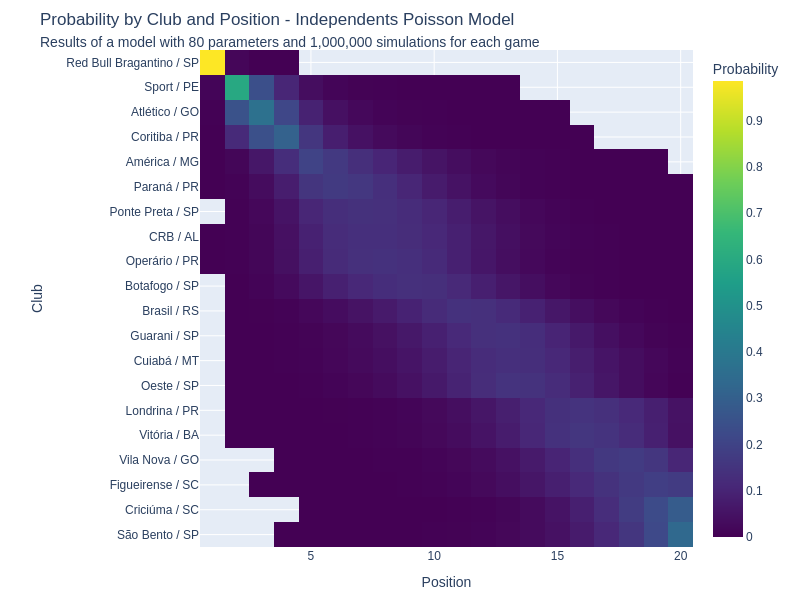 Probability by Club and Position - Independents Poisson Model
Results of a model with 80 parameters and 1,000,000 simulations for each game
Probability
Red Bull Bragantino / SP
Sport / PE
Atlético / GO
Coritiba / PR
América / MG
Paraná / PR
Ponte Preta / SP
CRB / AL
Operário / PR
Botafogo / SP
Brasil / RS
Guarani / SP
Cuiabá / MT
Oeste / SP
Londrina / PR
Vitória / BA
Vila Nova / GO
Figueirense / SC
Criciúma / SC
São Bento / SP
Club
5
10
15
20
Position
0.9
0.8
0.7
0.6
0.5
0.4
0.3
0.2
0.1
0